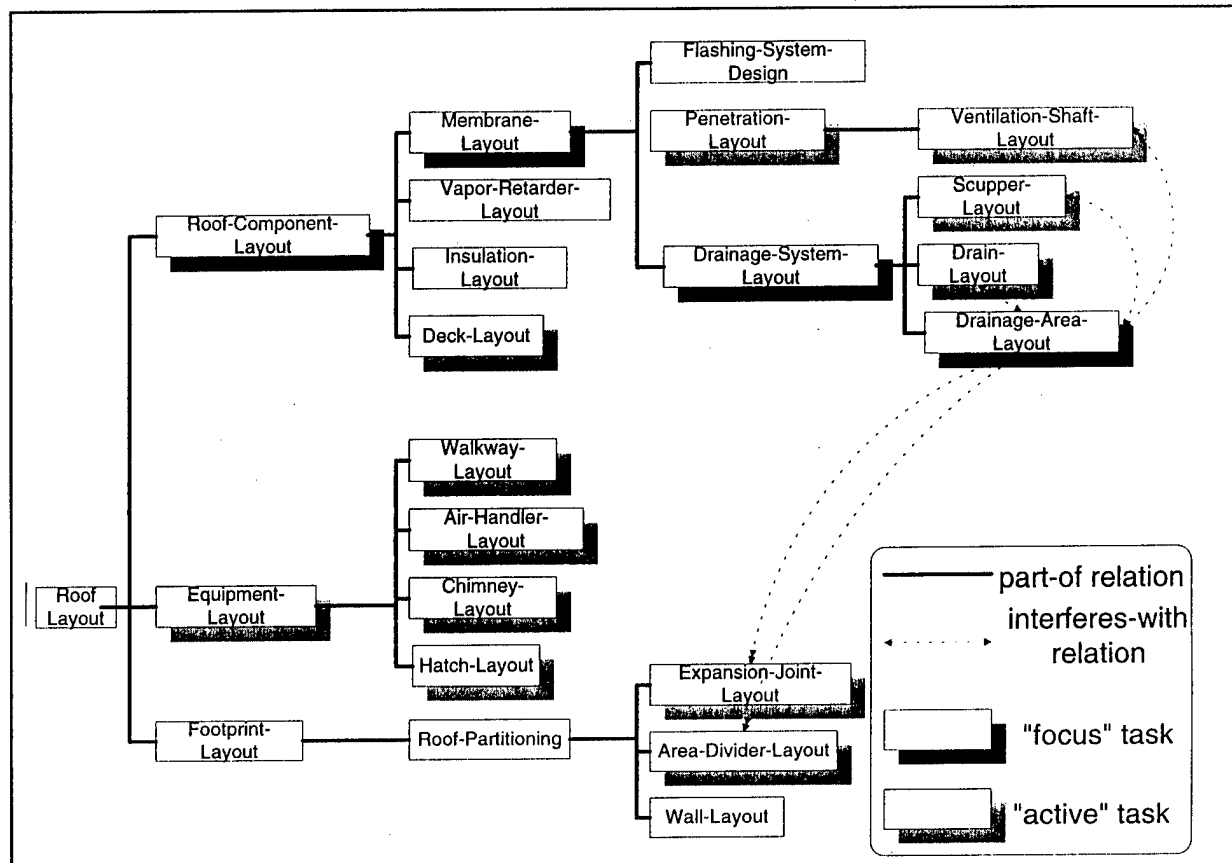 Flashing-System-
Design
Membrane-
Layout
Penetration-
Layout
Ventilation-Shaft-
Layout
Vapor-Retarder-
Layout
Scupper-
Layout
Roof-Component-
Layout
Insulation-
Layout
Drainage-System-
Layout
Drain-
Layout
Deck-Layout
Drainage-Area-
Layout
Walkway-
Layout
Air-Handler-
Layout
Roof
Layout
Equipment-
Layout
Chimney-
Layout
Hatch-Layout
Expansion-Joint-
Layout
Footprint-
Layout
Roof-Partitioning
Area-Divider-Layout
Wall-Layout
part-of relation
interferes-with
relation
"focus" task
"active" task